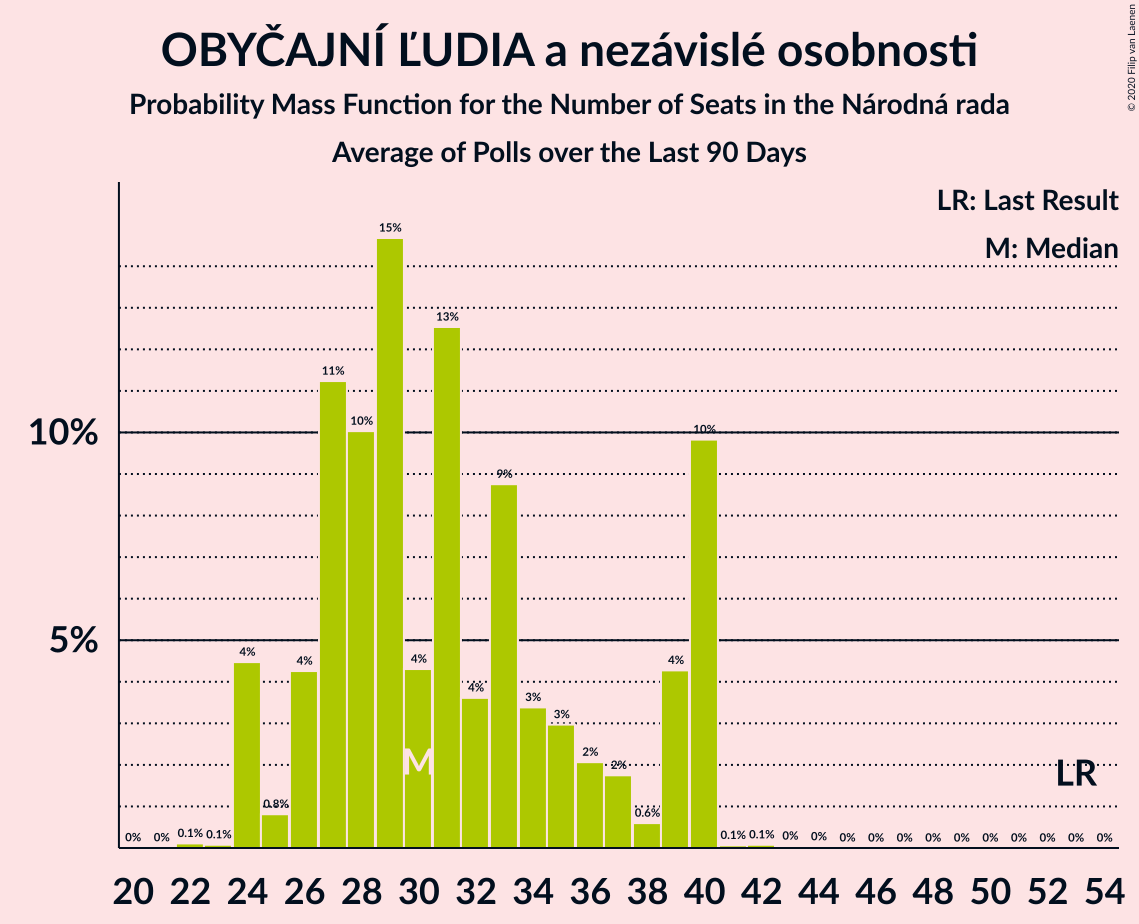 OBYČAJNÍ ĽUDIA a nezávislé osobnosti
Probability Mass Function for the Number of Seats in the Národná rada
Average of Polls over the Last 90 Days
© 2020 Filip van Laenen
LR: Last Result
M: Median
10%
5%
0% 0% 0.1% 0.1% 4% 0.8% 4% 11% 10% 15% 4% 13% 4% 9% 3% 3% 2% 2% 0.6% 4% 10% 0.1% 0.1% 0% 0% 0% 0% 0% 0% 0% 0% 0% 0% 0% 0%
M
LR
20 22 24 26 28 30 32 34 36 38 40 42 44 46 48 50 52 54